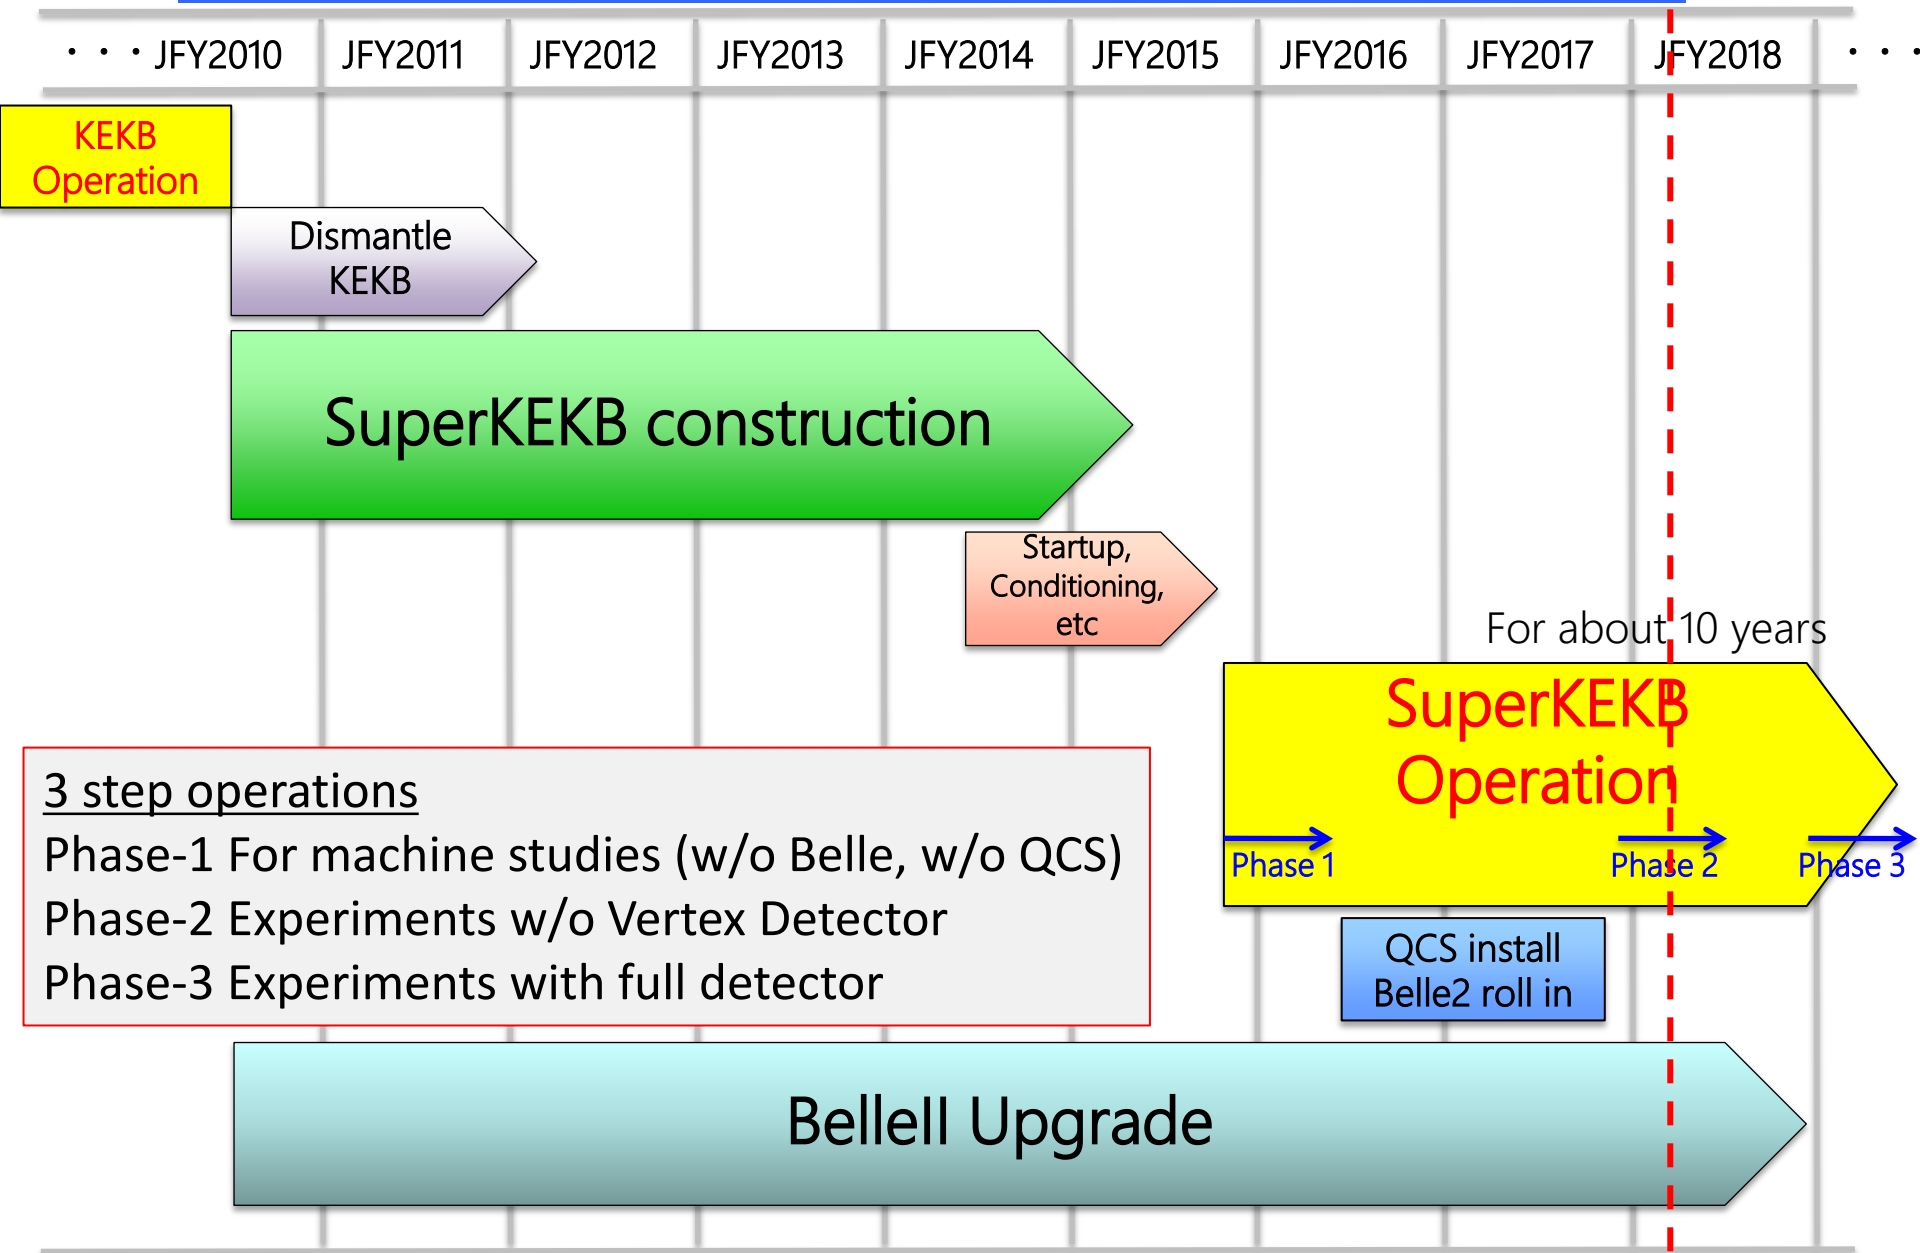 ・・・ JFY2010 JFY2011 JFY2012 JFY2013 JFY2014 JFY2015 JFY2016 JFY2017 JFY2018 ・・・
KEKB
Operation
Dismantle
KEKB
SuperKEKB construction
Startup,
Conditioning,
etc
For about 10 years
SuperKEKB
Operation
Phase 1 Phase 2 Phase 3
3 step operations
Phase-1 For machine studies (w/o Belle, w/o QCS)
Phase-2 Experiments w/o Vertex Detector
Phase-3 Experiments with full detector
QCS install
Belle2 roll in
BelleII Upgrade